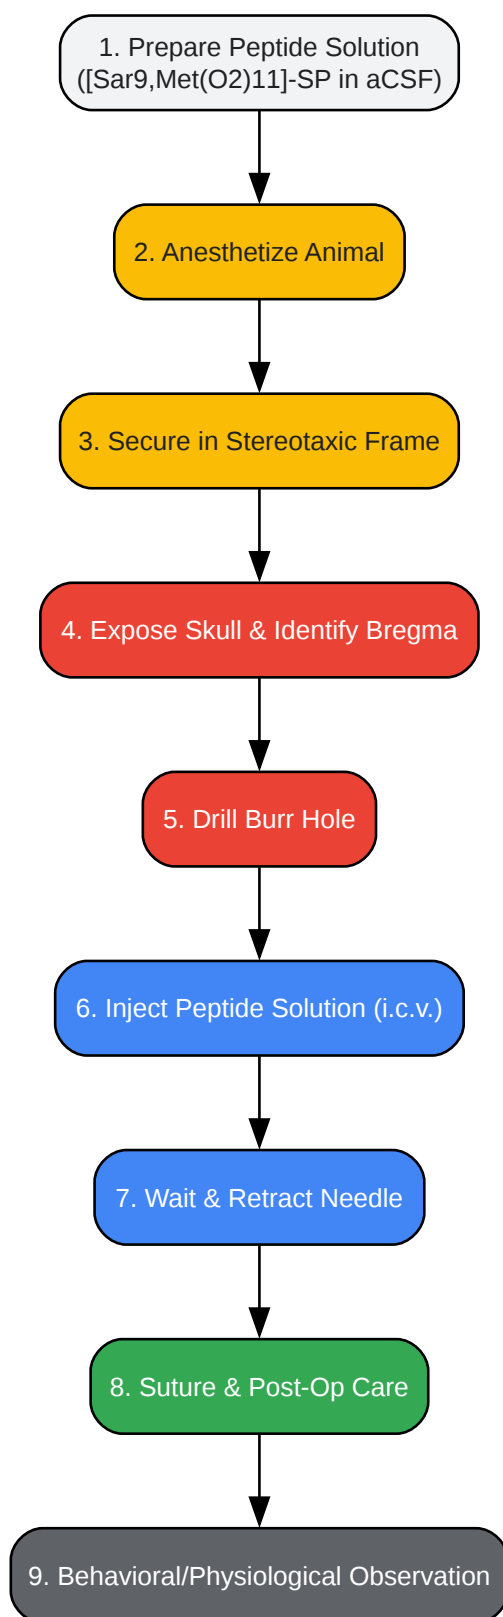 1. Prepare Peptide Solution
([Sar9,Met(O2)11]-SP in aCSF)
2. Anesthetize Animal
3. Secure in Stereotaxic Frame
4. Expose Skull & Identify Bregma
5. Drill Burr Hole
6. Inject Peptide Solution (i.c.v.)
7. Wait & Retract Needle
8. Suture & Post-Op Care
9. Behavioral/Physiological Observation